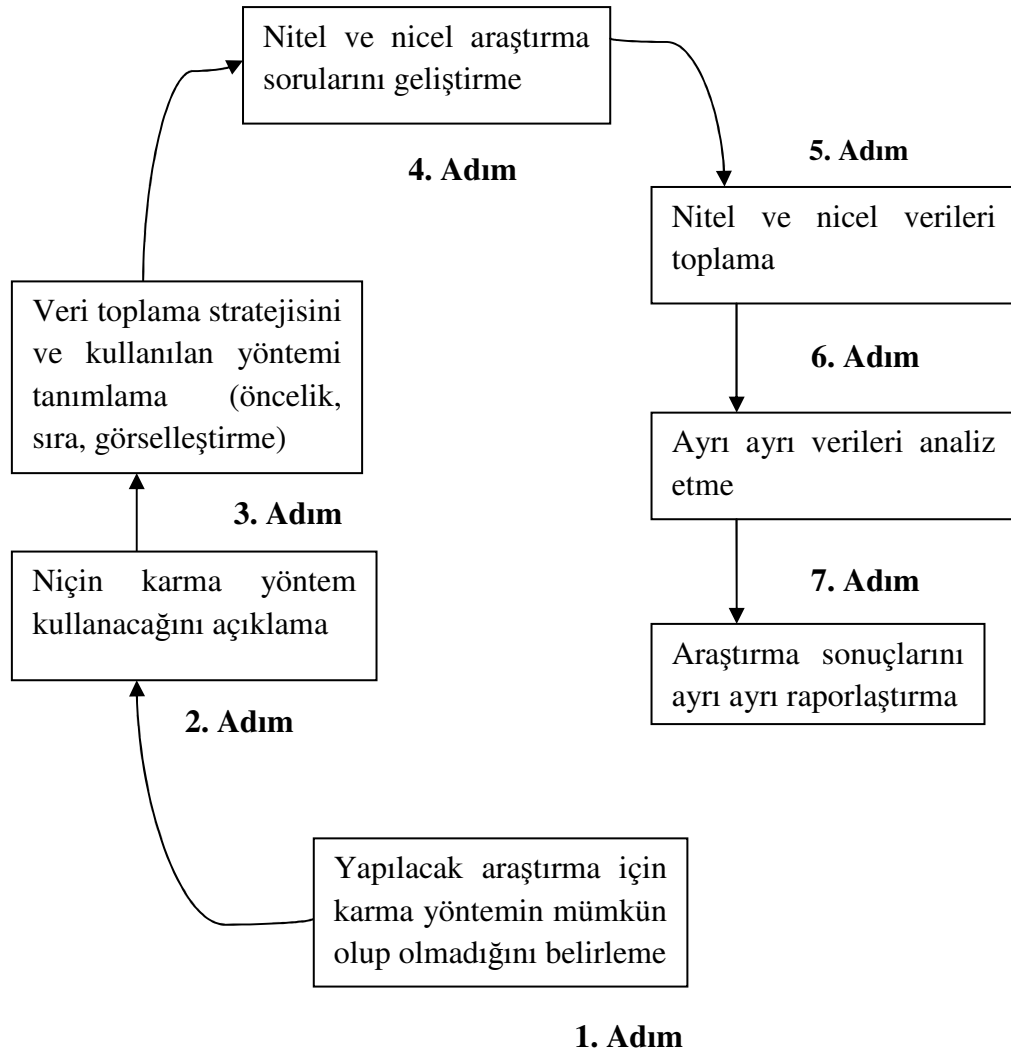 Nitel ve nicel araştırma
sorularını geliştirme
4. Adım
5. Adım
Nitel ve nicel verileri
toplama
Veri toplama stratejisini
ve kullanılan yöntemi
tanımlama (öncelik,
sıra, görselleştirme)
6. Adım
Ayrı ayrı verileri analiz
etme
3. Adım
Niçin karma yöntem
kullanacağını açıklama
7. Adım
Araştırma sonuçlarını
ayrı ayrı raporlaştırma
2. Adım
Yapılacak araştırma için
karma yöntemin mümkün
olup olmadığını belirleme
1. Adım